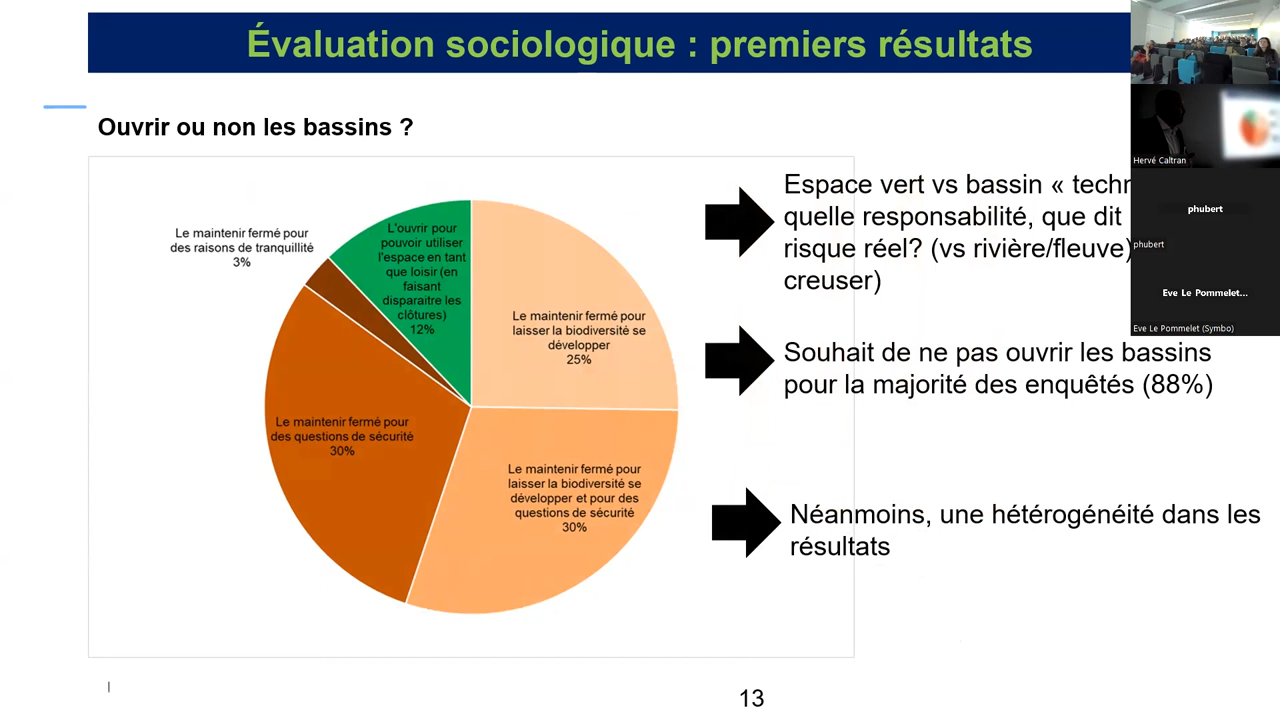 Évaluation sociologique : premiers résultats
Ouvrir ou non les bassins ?
Le maintenir fermé pour
des raisons de tranquillité
3%
L'ouvrir pour
pouvoir utiliser
l'espace en tant
que loisir (en
faisant
disparaitre les
clôtures)
12%
Le maintenir fermé pour
laisser la biodiversité se
développer
25%
Le maintenir fermé pour
des questions de sécurité
30%
Le maintenir fermé pour
laisser la biodiversité se
développer et pour des
questions de sécurité
30%
Espace vert vs bassin «
quelle responsabilité, que dit
risque réel? (vs rivière/fleuve)
creuser)
Souhait de ne pas ouvrir les bassins
pour la majorité des enquêtés (88%)
Néanmoins, une hétérogénéité dans les
résultats
13
Hervé Caltran
phubert
phubert
Eve Le Pommelet...
Eve Le Pommelet (Symbo)